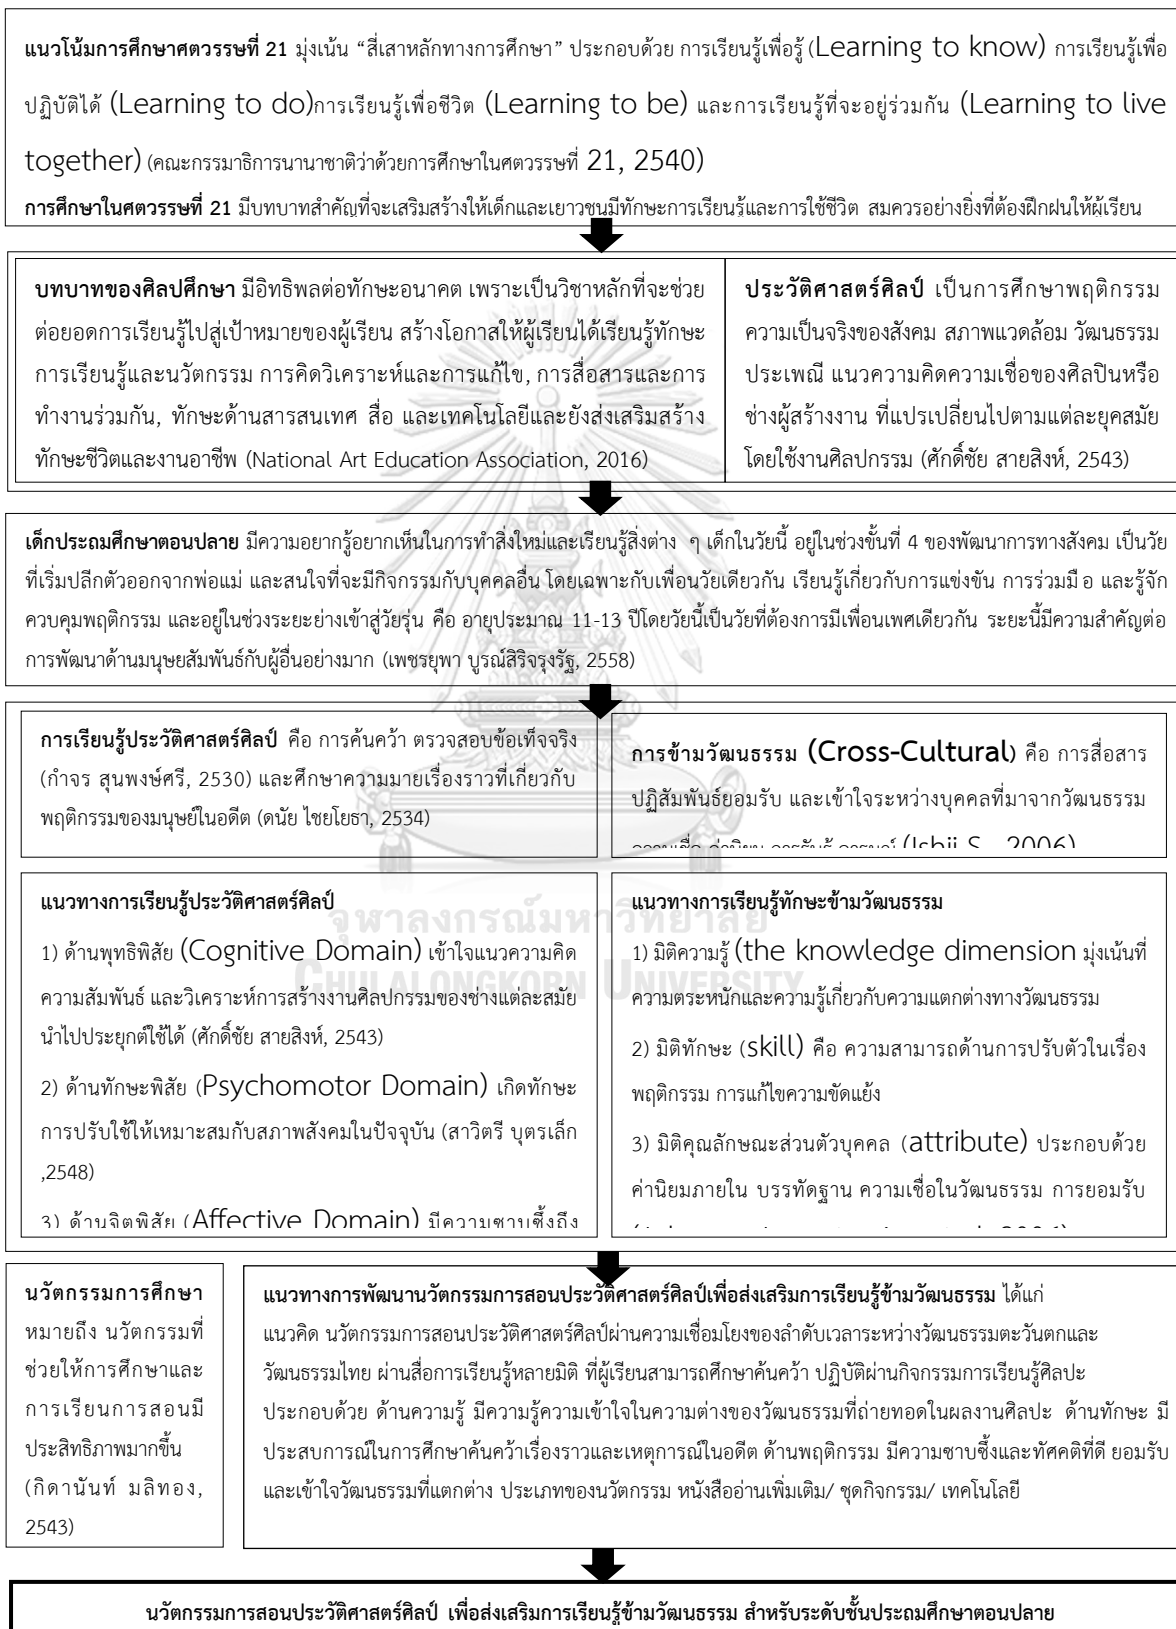 แนวโน้มการศึกษาศตวรรษที่ 21 มุ่งเน้น “สี่เสาหลักทางการศึกษา” ประกอบด้วย การเรียนรู้เพื่อรู้ (Learning to know) การเรียนรู้เพื่อ
ปฏิบัติได้ (Learning to do)การเรียนรู้เพื่อชีวิต (Learning to be) และการเรียนรู้ที่จะอยู่ร่วมกัน (Learning to live
together) (คณะกรรมาธิการนานาชาติว่าด้วยการศึกษาในศตวรรษที่ 21, 2540)
การศึกษาในศตวรรษที่ 21 มีบทบาทสำคัญที่จะเสริมสร้างให้เด็กและเยาวชนมีทักษะการเรียนรู้และการใช้ชีวิต สมควรอย่างยิ่งที่ต้องฝึกฝนให้ผู้เรียน
บทบาทของศิลปศึกษา มีอิทธิพลต่อทักษะอนาคต เพราะเป็นวิชาหลักที่จะช่วย
ต่อยอดการเรียนรู้ไปสู่เป้าหมายของผู้เรียน สร้างโอกาสให้ผู้เรียนได้เรียนรู้ทักษะ
การเรียนรู้และนวัตกรรม การคิดวิเคราะห์และการแก้ไข, การสื่อสารและการ
ทำงานร่วมกัน, ทักษะด้านสารสนเทศ สื่อ และเทคโนโลยีและยังส่งเสริมสร้าง
ทักษะชีวิตและงานอาชีพ (National Art Education Association, 2016)
ประวัติศาสตร์ศิลป์ เป็นการศึกษาพฤติกรรม
ความเป็นจริงของสังคม สภาพแวดล้อม วัฒนธรรม
ประเพณี แนวความคิดความเชื่อของศิลปินหรือ
ช่างผู้สร้างงาน ที่แปรเปลี่ยนไปตามแต่ละยุคสมัย
โดยใช้งานศิลปกรรม (ศักดิ์ชัย สายสิงห์, 2543)
เด็กประถมศึกษาตอนปลาย มีความอยากรู้อยากเห็นในการทำสิ่งใหม่และเรียนรู้สิ่งต่าง ๆ เด็กในวัยนี้ อยู่ในช่วงขั้นที่ 4 ของพัฒนาการทางสังคม เป็นวัย
ที่เริ่มปลีกตัวออกจากพ่อแม่ และสนใจที่จะมีกิจกรรมกับบุคคลอื่น โดยเฉพาะกับเพื่อนวัยเดียวกัน เรียนรู้เกี่ยวกับการแข่งขัน การร่วมมือ และรู้จัก
ควบคุมพฤติกรรม และอยู่ในช่วงระยะย่างเข้าสู่วัยรุ่น คือ อายุประมาณ 11-13 ปีโดยวัยนี้เป็นวัยที่ต้องการมีเพื่อนเพศเดียวกัน ระยะนี้มีความสำคัญต่อ
การพัฒนาด้านมนุษยสัมพันธ์กับผู้อื่นอย่างมาก (เพชรยุพา บูรณ์สิริจรุงรัฐ, 2558)
การเรียนรู้ประวัติศาสตร์ศิลป์ คือ การค้นคว้า ตรวจสอบข้อเท็จจริง
(กำจร สุนพงษ์ศรี, 2530) และศึกษาความมายเรื่องราวที่เกี่ยวกับ
พฤติกรรมของมนุษย์ในอดีต (ดนัย ไชยโยธา, 2534)
การข้ามวัฒนธรรม (Cross-Cultural) คือ การสื่อสาร
ปฏิสัมพันธ์ยอมรับ และเข้าใจระหว่างบุคคลที่มาจากวัฒนธรรม
ความเชื่อ ค่านิยม การรับรู้ อารมณ์ (Ishii S., 2006)
แนวทางการเรียนรู้ประวัติศาสตร์ศิลป์
1) ด้านพุทธิพิสัย (Cognitive Domain) เข้าใจแนวความคิด
ความสัมพันธ์ และวิเคราะห์การสร้างงานศิลปกรรมของช่างแต่ละสมัย
นำไปประยุกต์ใช้ได้ (ศักดิ์ชัย สายสิงห์, 2543)
2) ด้านทักษะพิสัย (Psychomotor Domain) เกิดทักษะ
การปรับใช้ให้เหมาะสมกับสภาพสังคมในปัจจุบัน (สาวิตรี บุตรเล็ก
,2548)
3) ด้านจิตพิสัย (Affective Domain) มีความซาบซึ้งถึง
แนวทางการเรียนรู้ทักษะข้ามวัฒนธรรม
1) มิติความรู้ (the knowledge dimension มุ่งเน้นที่
ความตระหนักและความรู้เกี่ยวกับความแตกต่างทางวัฒนธรรม
2) มิติทักษะ (skill) คือ ความสามารถด้านการปรับตัวในเรื่อง
พฤติกรรม การแก้ไขความขัดแย้ง
3) มิติคุณลักษณะส่วนตัวบุคคล (attribute) ประกอบด้วย
ค่านิยมภายใน บรรทัดฐาน ความเชื่อในวัฒนธรรม การยอมรับ
จุฬาลงกรณ์มหาวิทยาลัย
CHULALONGKORN UNIVERSITY
นวัตกรรมการศึกษา
หมายถึง นวัตกรรมที่
ช่วยให้การศึกษาและ
การเรียนการสอนมี
ประสิทธิภาพมากขึ้น
(กิดานันท์ มลิทอง,
2543)
แนวทางการพัฒนานวัตกรรมการสอนประวัติศาสตร์ศิลป์เพื่อส่งเสริมการเรียนรู้ข้ามวัฒนธรรม ได้แก่
แนวคิด นวัตกรรมการสอนประวัติศาสตร์ศิลป์ผ่านความเชื่อมโยงของลำดับเวลาระหว่างวัฒนธรรมตะวันตกและ
วัฒนธรรมไทย ผ่านสื่อการเรียนรู้หลายมิติ ที่ผู้เรียนสามารถศึกษาค้นคว้า ปฏิบัติผ่านกิจกรรมการเรียนรู้ศิลปะ
ประกอบด้วย ด้านความรู้ มีความรู้ความเข้าใจในความต่างของวัฒนธรรมที่ถ่ายทอดในผลงานศิลปะ ด้านทักษะ มี
ประสบการณ์ในการศึกษาค้นคว้าเรื่องราวและเหตุการณ์ในอดีต ด้านพฤติกรรม มีความซาบซึ้งและทัศคติที่ดี ยอมรับ
และเข้าใจวัฒนธรรมที่แตกต่าง ประเภทของนวัตกรรม หนังสืออ่านเพิ่มเติม/ ชุดกิจกรรม/ เทคโนโลยี
นวัตกรรมการสอนประวัติศาสตร์ศิลป์ เพื่อส่งเสริมการเรียนรู้ข้ามวัฒนธรรม สำหรับระดับชั้นประถมศึกษาตอนปลาย